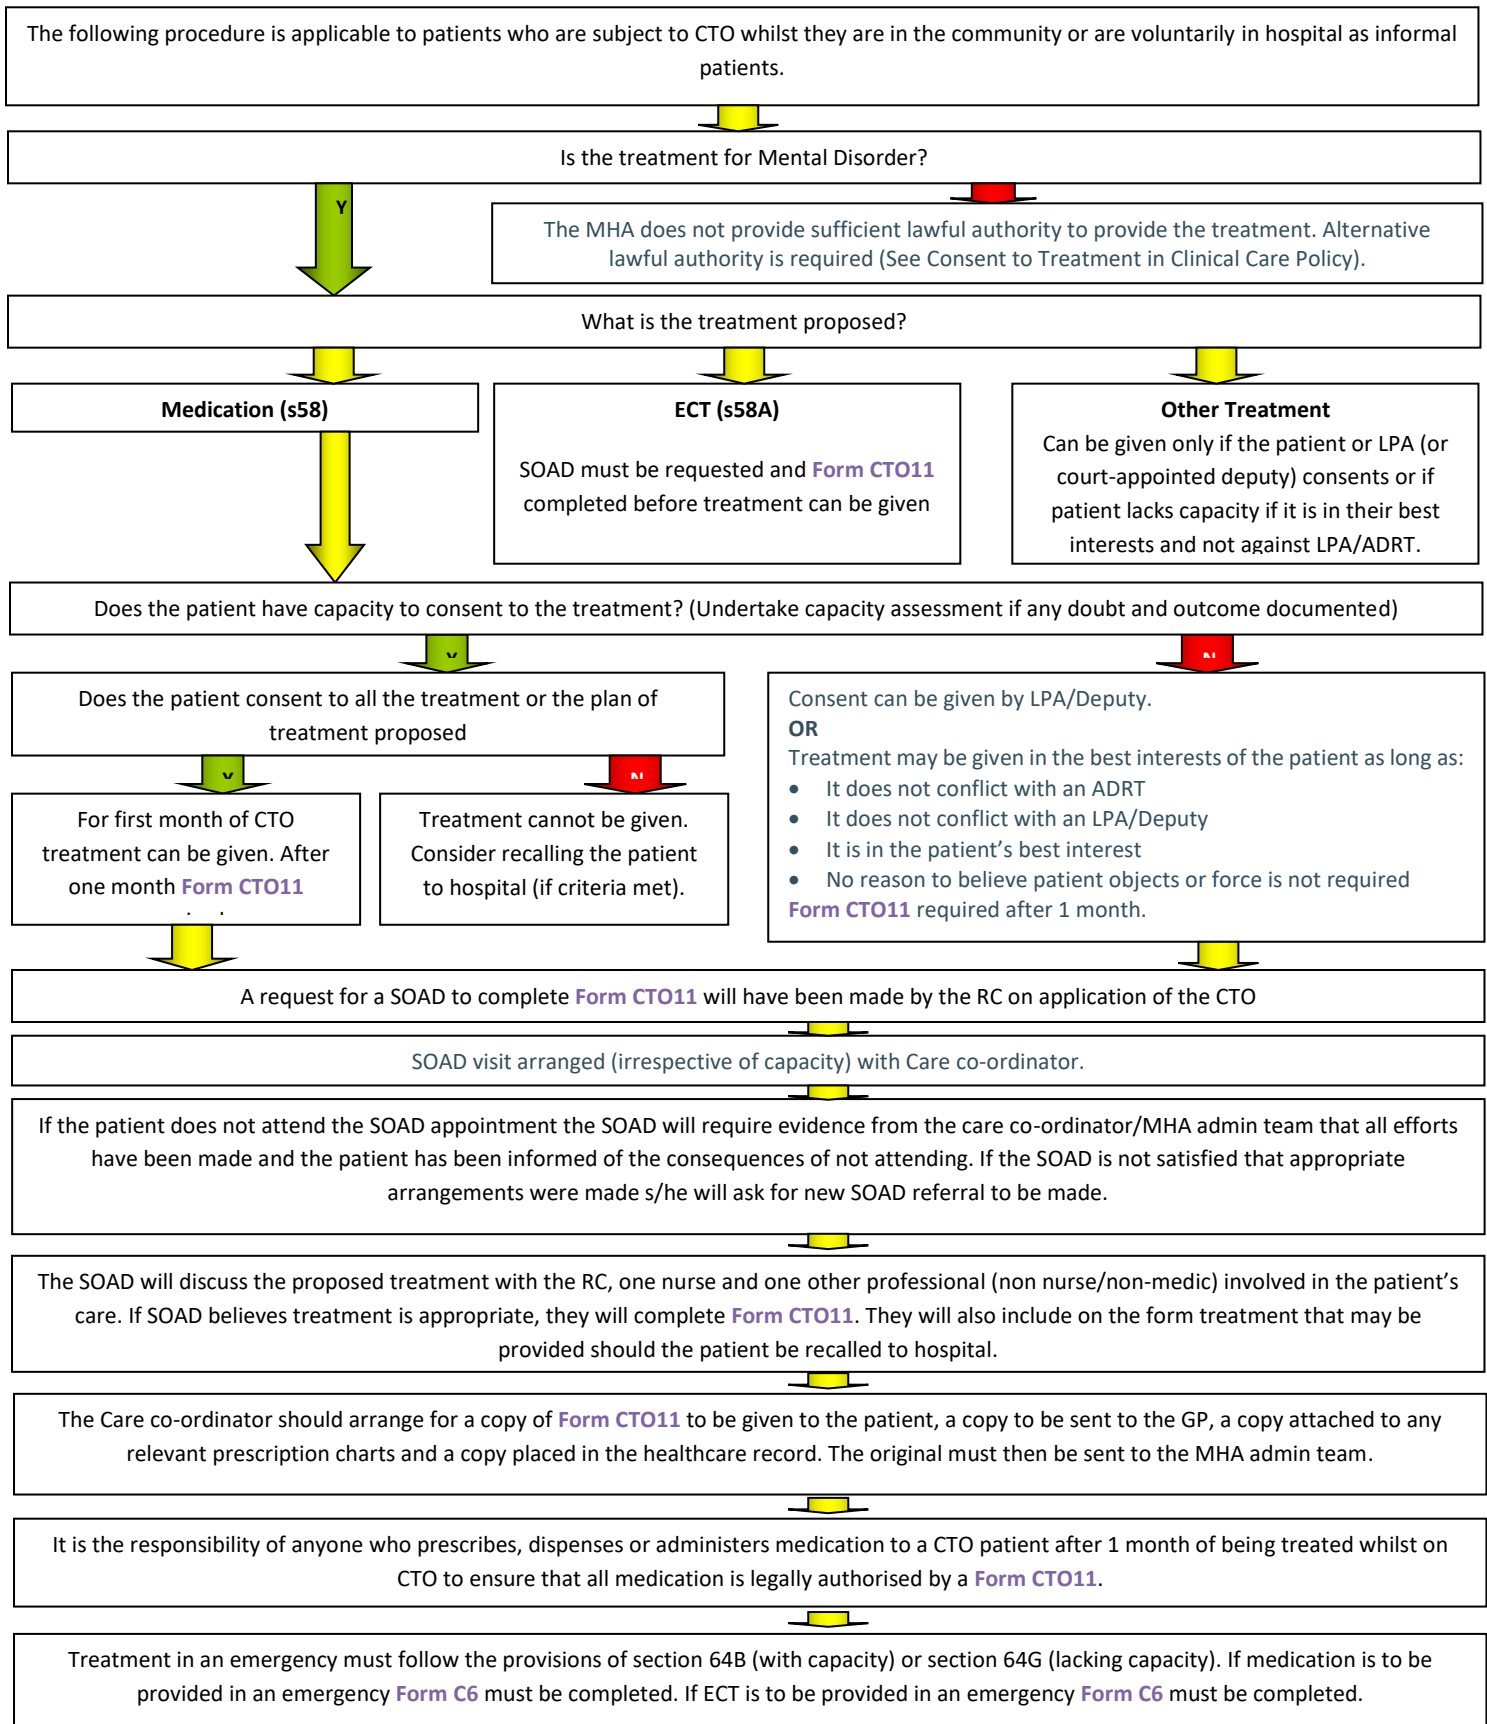 The following procedure is applicable to patients who are subject to CTO whilst they are in the community or are voluntarily in hospital as informal
patients.
Is the treatment for Mental Disorder?
Y
The MHA does not provide sufficient lawful authority to provide the treatment. Alternative
lawful authority is required (See Consent to Treatment in Clinical Care Policy).
What is the treatment proposed?
Medication (s58)
ECT (s58A)
SOAD must be requested and Form CTO11
completed before treatment can be given
Other Treatment
Can be given only if the patient or LPA (or
court-appointed deputy) consents or if
patient lacks capacity if it is in their best
interests and not against LPA/ADRT.
Does the patient have capacity to consent to the treatment? (Undertake capacity assessment if any doubt and outcome documented)
Y
N
Does the patient consent to all the treatment or the plan of
treatment proposed
Y
N
For first month of CTO
treatment can be given. After
one month Form CTO11
Treatment cannot be given.
Consider recalling the patient
to hospital (if criteria met).
Consent can be given by LPA/Deputy.
OR
Treatment may be given in the best interests of the patient as long as:
• It does not conflict with an ADRT
• It does not conflict with an LPA/Deputy
• It is in the patient's best interest
• No reason to believe patient objects or force is not required
Form CTO11 required after 1 month.
A request for a SOAD to complete Form CTO11 will have been made by the RC on application of the CTO
SOAD visit arranged (irrespective of capacity) with Care co-ordinator.
If the patient does not attend the SOAD appointment the SOAD will require evidence from the care co-ordinator/MHA admin team that all efforts
have been made and the patient has been informed of the consequences of not attending. If the SOAD is not satisfied that appropriate
arrangements were made s/he will ask for new SOAD referral to be made.
The SOAD will discuss the proposed treatment with the RC, one nurse and one other professional (non nurse/non-medic) involved in the patient's
care. If SOAD believes treatment is appropriate, they will complete Form CTO11. They will also include on the form treatment that may be
provided should the patient be recalled to hospital.
The Care co-ordinator should arrange for a copy of Form CTO11 to be given to the patient, a copy to be sent to the GP, a copy attached to any
relevant prescription charts and a copy placed in the healthcare record. The original must then be sent to the MHA admin team.
It is the responsibility of anyone who prescribes, dispenses or administers medication to a CTO patient after 1 month of being treated whilst on
CTO to ensure that all medication is legally authorised by a Form CTO11.
Treatment in an emergency must follow the provisions of section 64B (with capacity) or section 64G (lacking capacity). If medication is to be
provided in an emergency Form C6 must be completed. If ECT is to be provided in an emergency Form C6 must be completed.